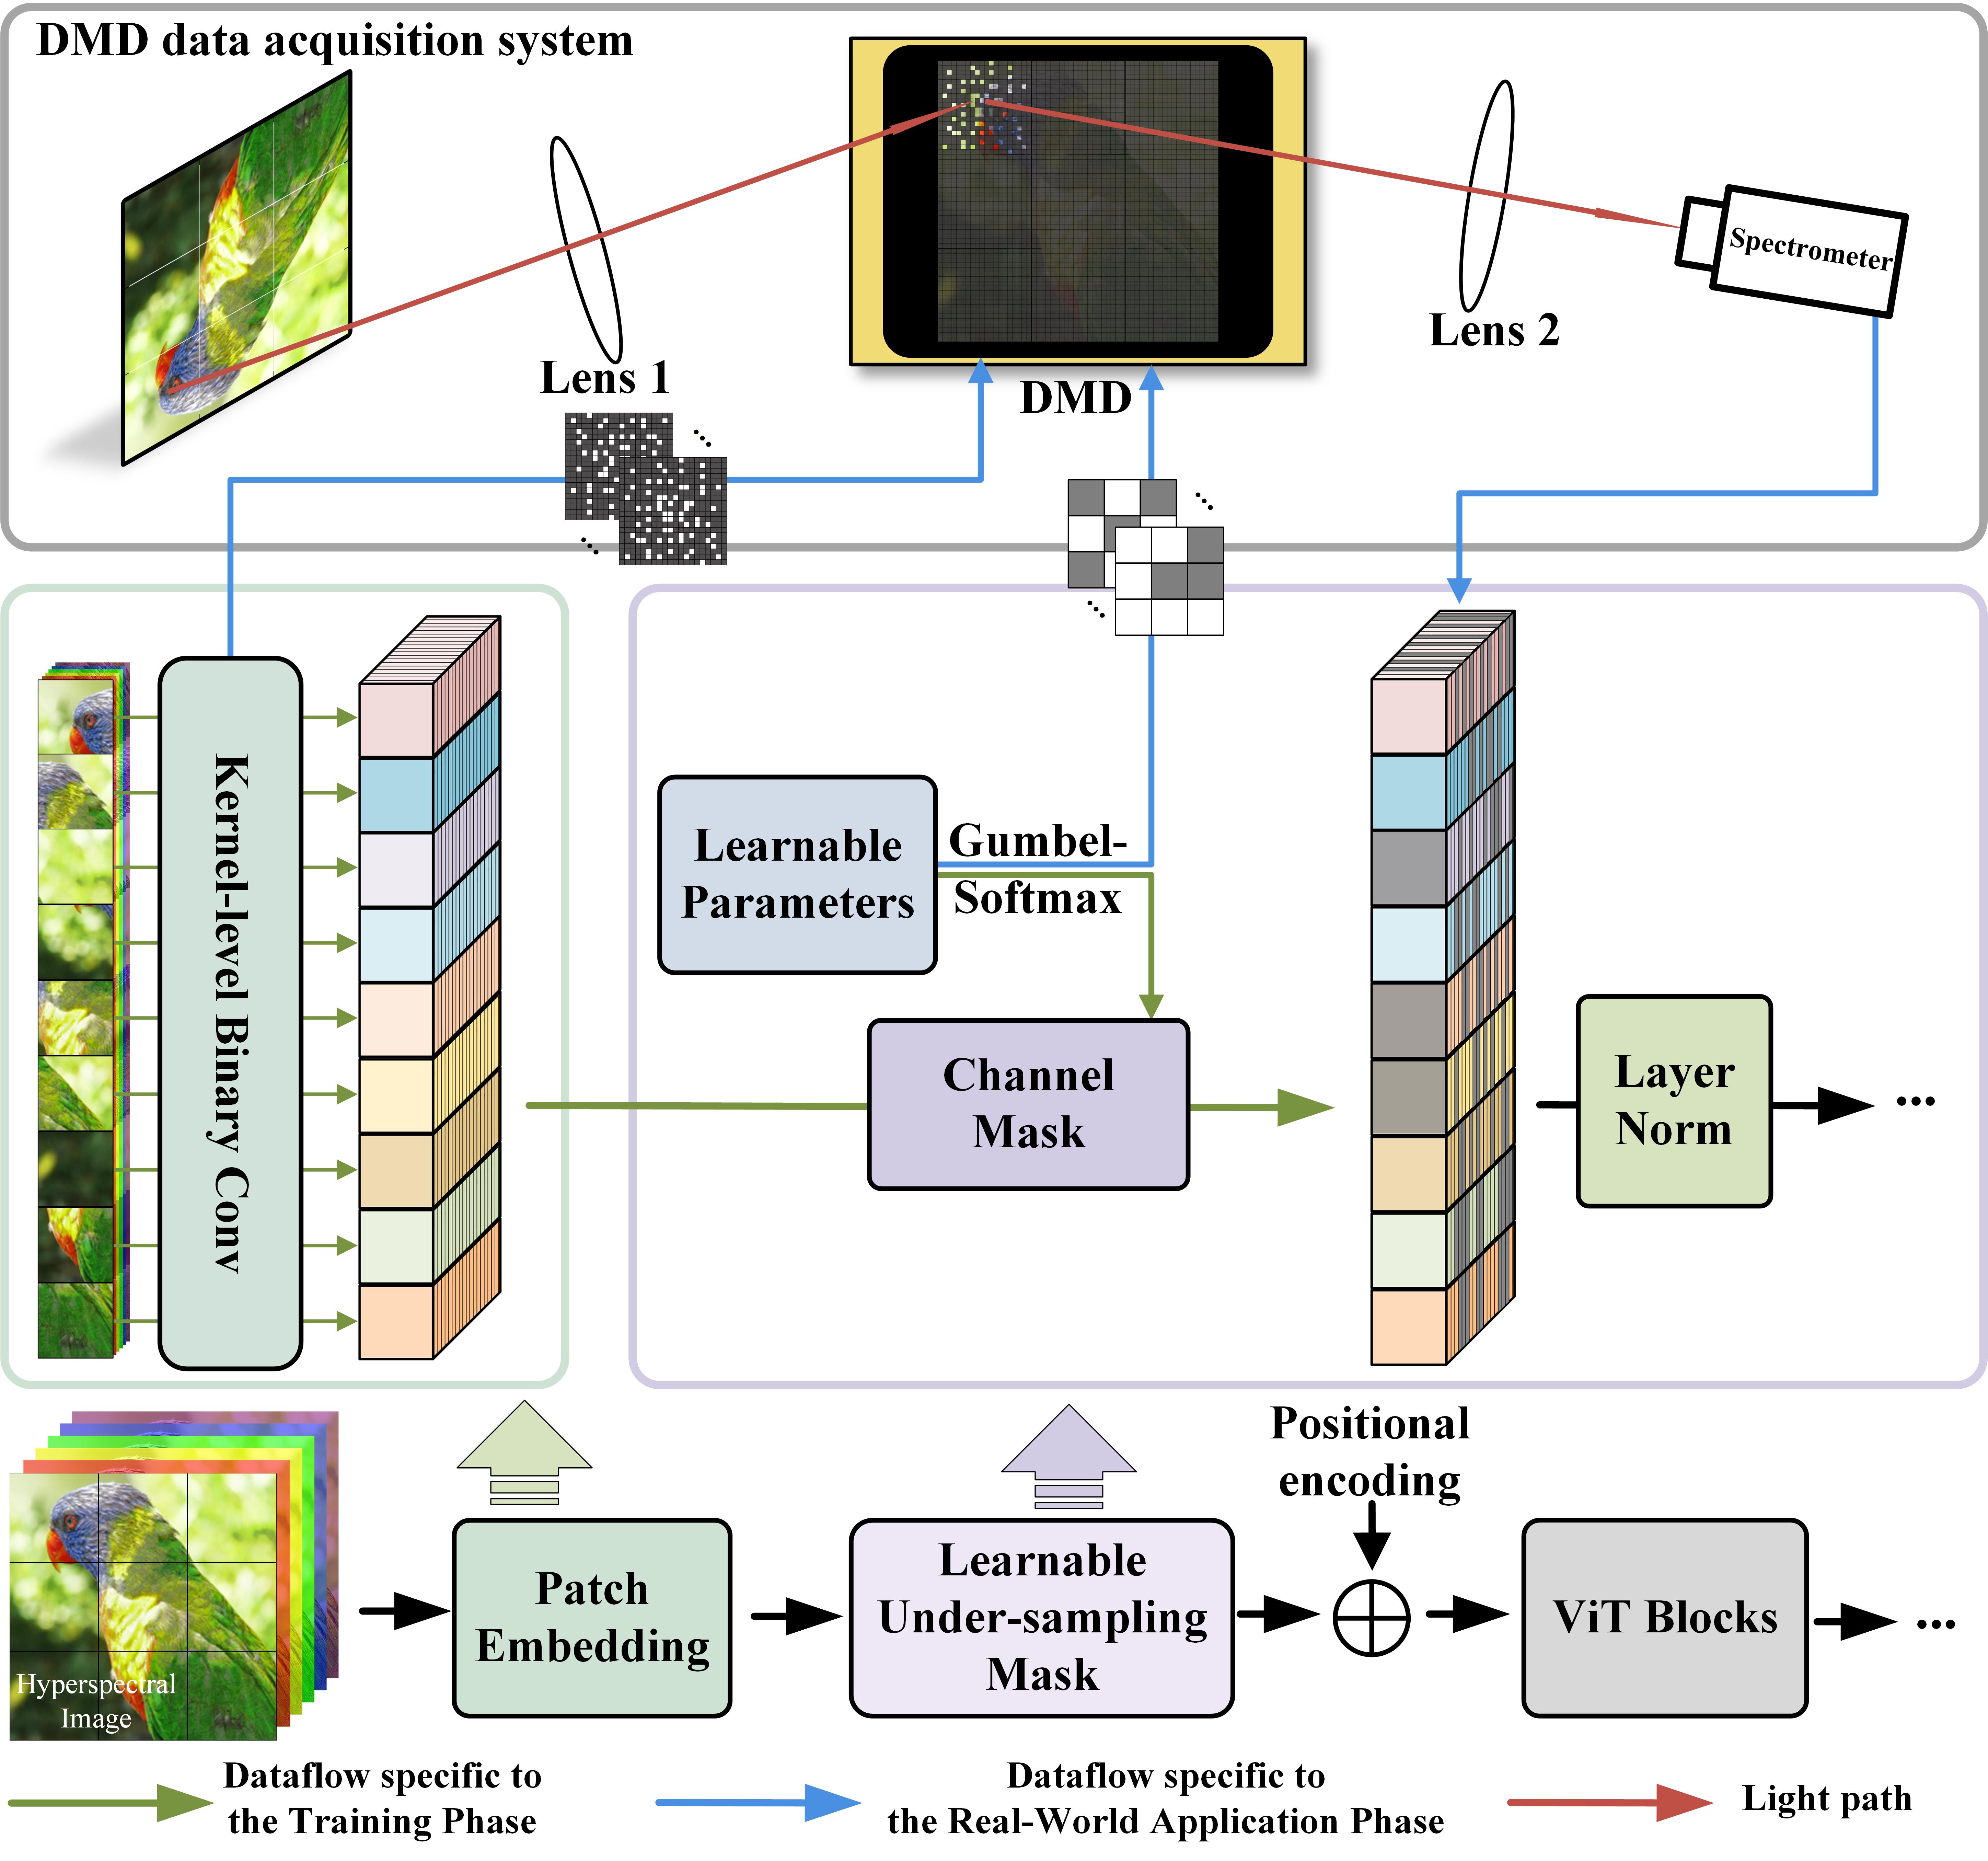 DMD data acquisition system
Spectrometer
Lens 2
Lens 1
DMD
Kernel-level Binary Conv
Learnable
Parameters
Gumbel-
Softmax
Channel
Mask
Layer
Norm
...
Positional
encoding
Hyperspectral
Image
Patch
Embedding
Learnable
Under-sampling
Mask
ViT Blocks
...
Dataflow specific to
the Training Phase
Dataflow specific to
the Real-World Application Phase
Light path